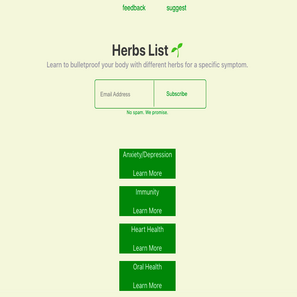 feedback suggest
Herbs List
Learn to bulletproof your body with different herbs for a specific symptom.
Email Address Subscribe
No spam. We promise.
Anxiety/Depression
Learn More
Immunity
Learn More
Heart Health
Learn More
Oral Health
Learn More